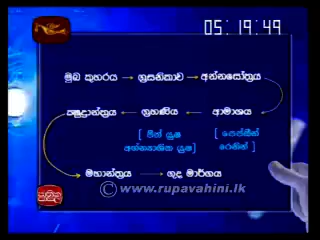 05:19:49
මුඛ කුහරය → ග්‍රසනිකාව → අන්නසෝත්‍රය
ක්ෂුද්‍රාන්ත්‍රය ← ග්‍රහණිය ← ආමාශය
[ පිත් යුෂ [ පෙප්සීන්
අග්න්‍යාශයික යුෂ ] රෙනින් ]
මහාන්ත්‍රය → ගුද මාර්ගය
©www.rupavahini.lk